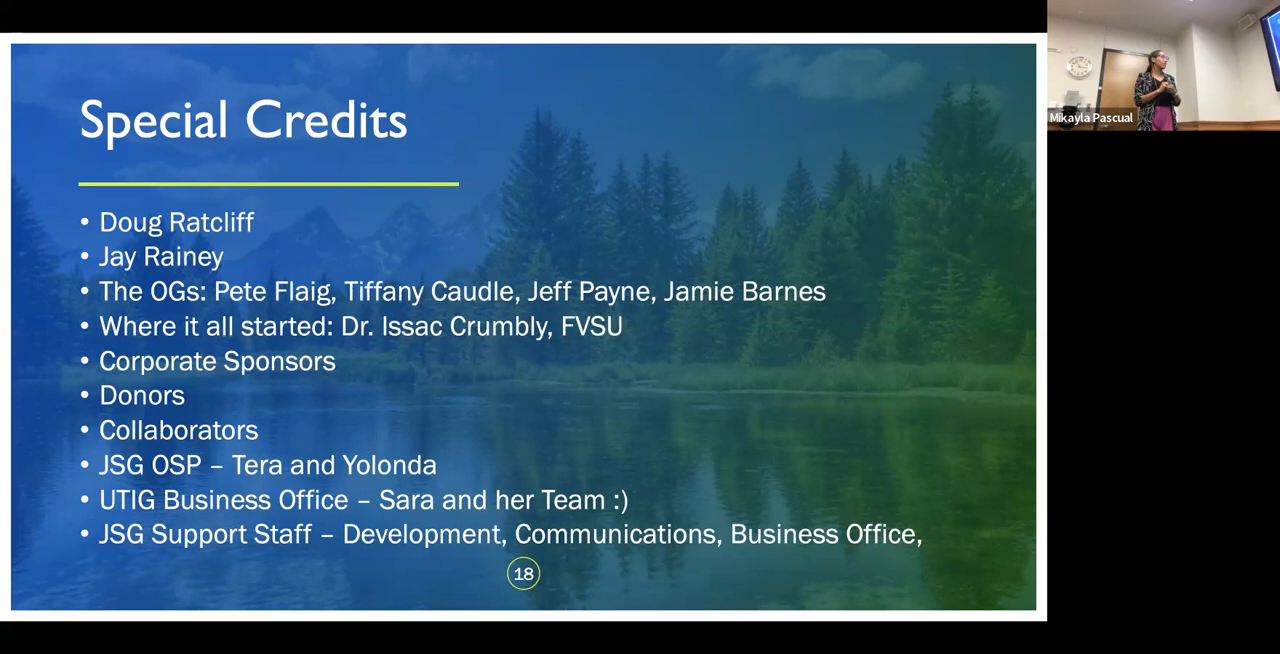 Special Credits
• Doug Ratcliff
• Jay Rainey
• The OGs: Pete Flaig, Tiffany Caudle, Jeff Payne, Jamie Barnes
• Where it all started: Dr. Issac Crumbly, FVSU
• Corporate Sponsors
• Donors
• Collaborators
• JSG OSP – Tera and Yolonda
• UTIG Business Office – Sara and her Team :)
• JSG Support Staff – Development, Communications, Business Office,
18
Mikayla Pascual